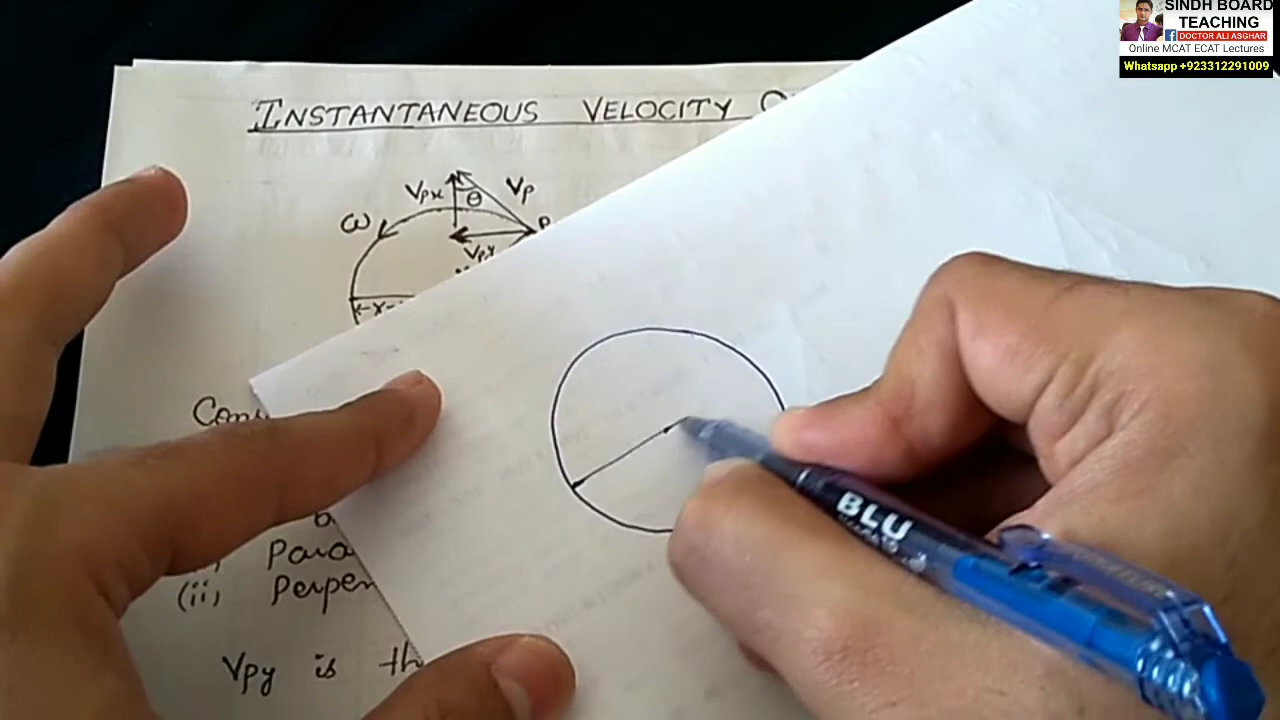 SINDH BOARD
TEACHING
f DOCTOR ALI ASGHAR
Online MCAT ECAT Lectures
Whatsapp +923312291009
INSTANTANEOUS VELOCITY
Vpx θ Vp
ω P
Vpy
(ii) Perpen
Vpy is th
BLU